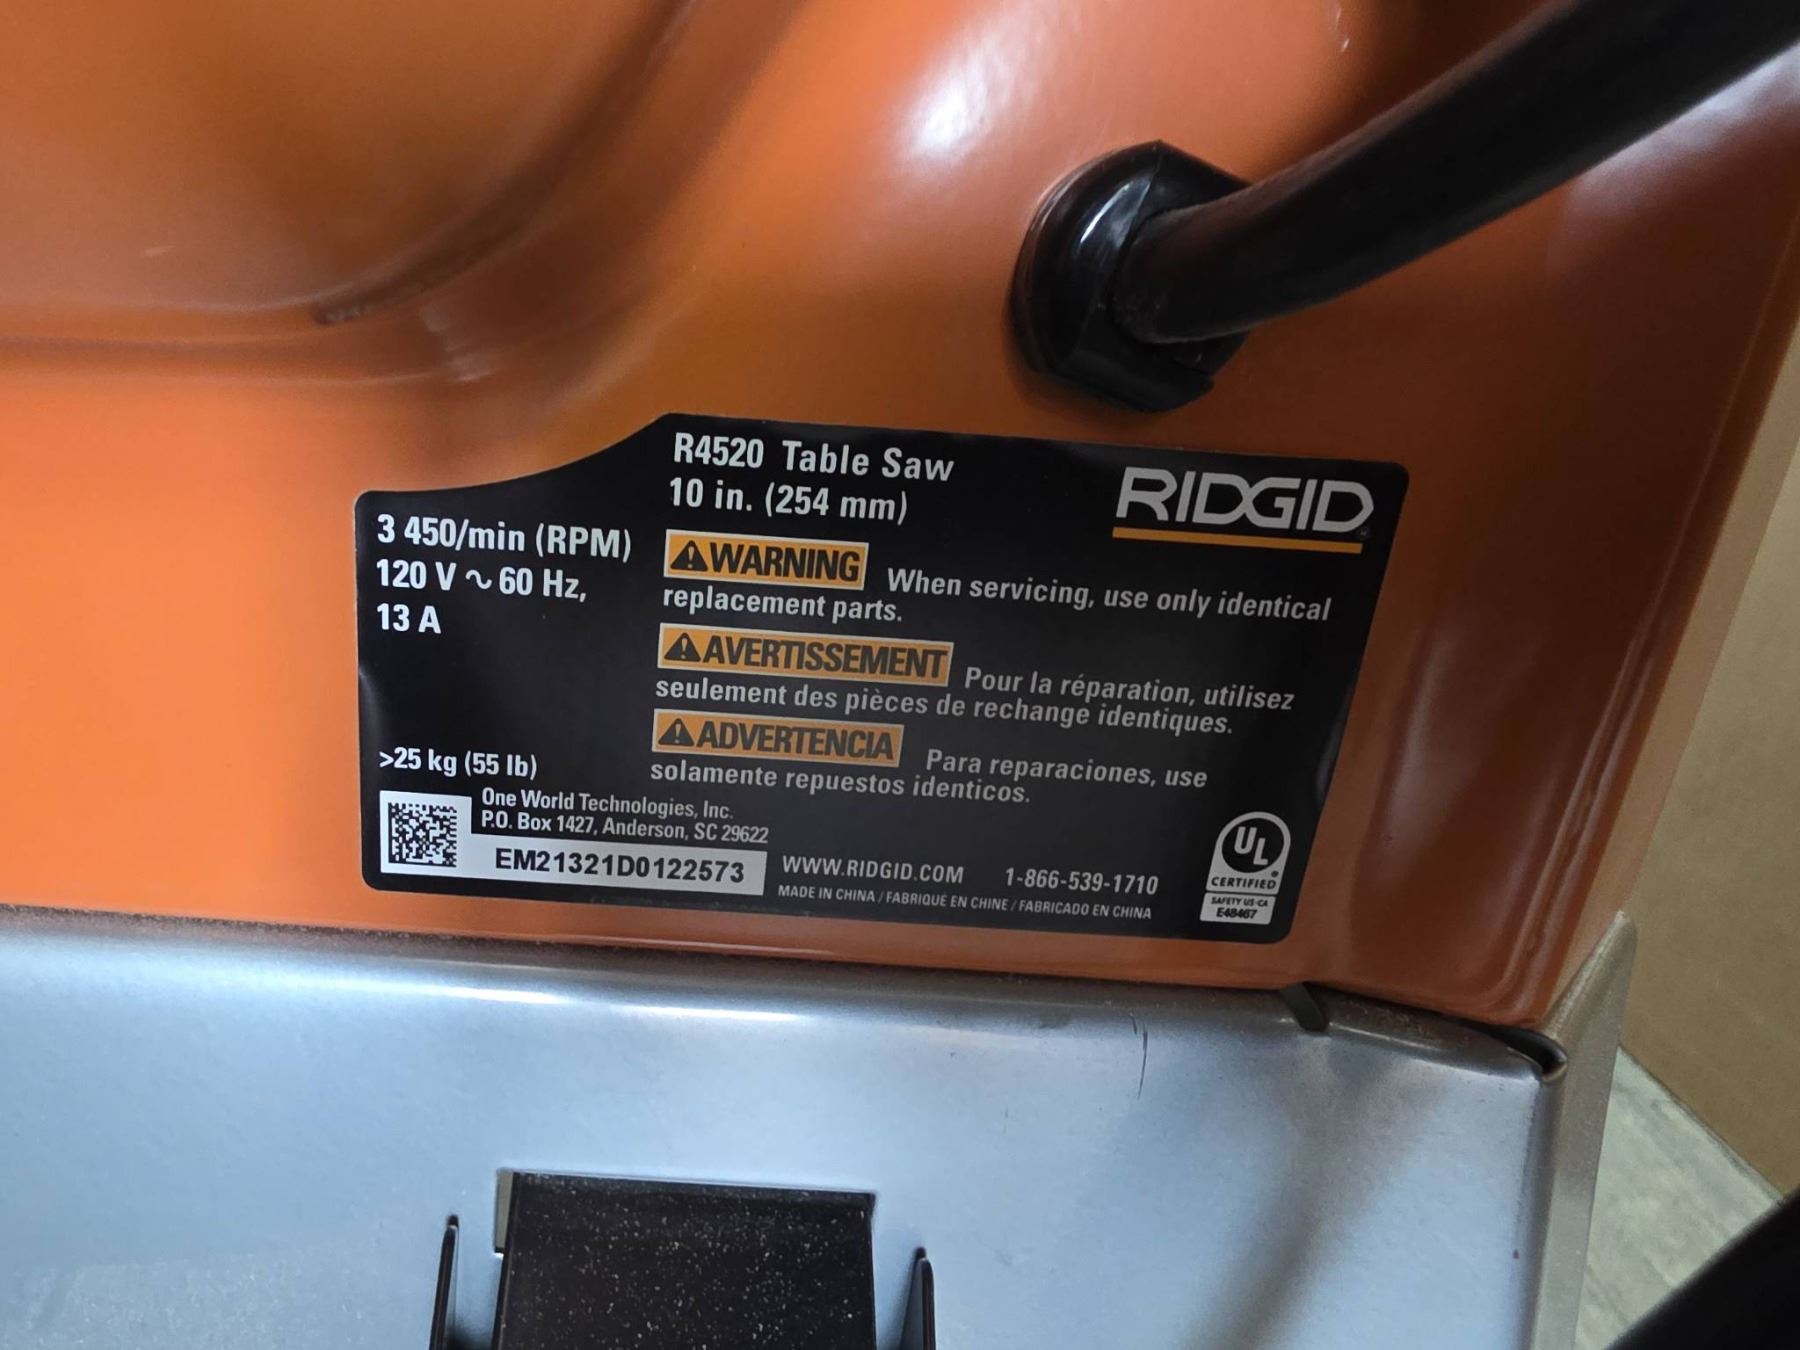 R4520 Table Saw
10 in. (254 mm)
RIDGID
3 450/min (RPM)
120 V ~ 60 Hz,
13 A
⚠WARNING When servicing, use only identical
replacement parts.
⚠AVERTISSEMENT Pour la réparation, utilisez
seulement des pièces de rechange identiques.
⚠ADVERTENCIA Para reparaciones, use
solamente repuestos identicos.
>25 kg (55 lb)
One World Technologies, Inc.
P.O. Box 1427, Anderson, SC 29622
EM21321D0122573
WWW.RIDGID.COM 1-866-539-1710
MADE IN CHINA / FABRIQUÉ EN CHINE / FABRICADO EN CHINA
UL
CERTIFIED
SAFETY US-CA
E48467